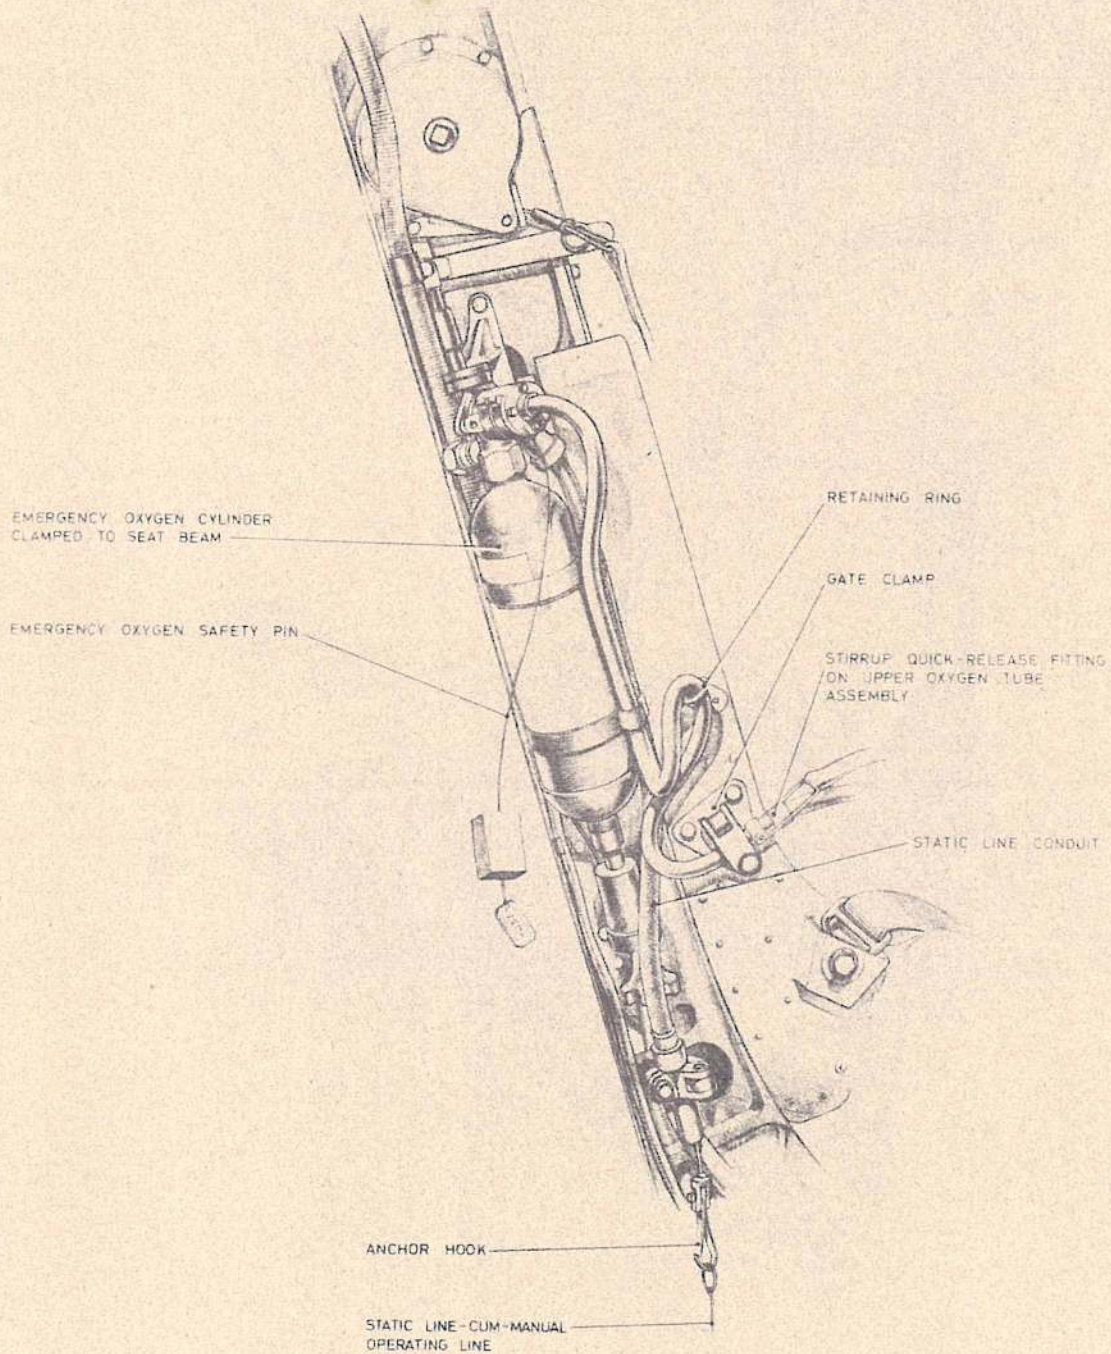 EMERGENCY OXYGEN CYLINDER
CLAMPED TO SEAT BEAM
EMERGENCY OXYGEN SAFETY PIN
RETAINING RING
GATE CLAMP
STIRRUP QUICK-RELEASE FITTING
ON UPPER OXYGEN TUBE
ASSEMBLY
STATIC LINE CONDUIT
ANCHOR HOOK
STATIC LINE-CUM-MANUAL
OPERATING LINE